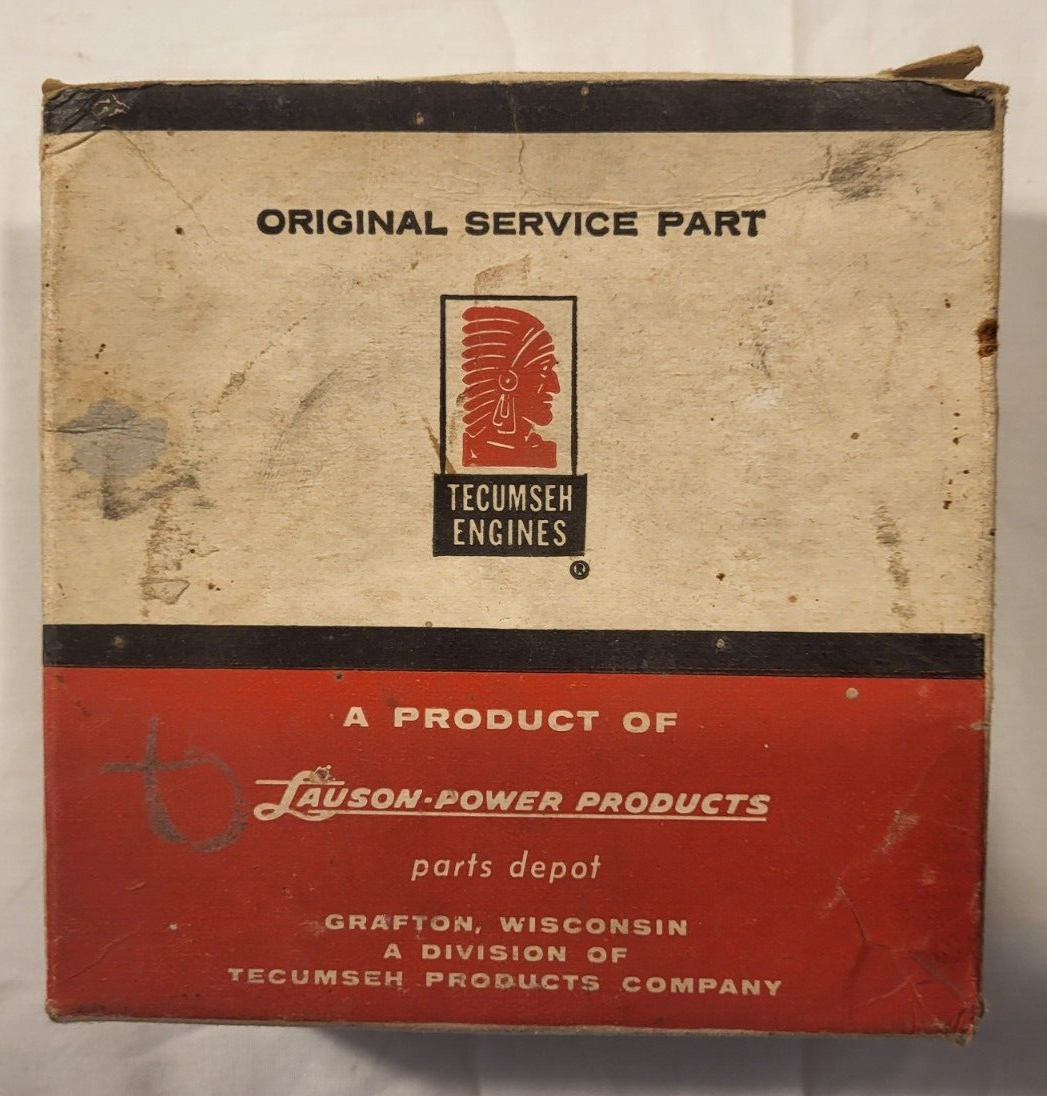 ORIGINAL SERVICE PART
TECUMSEH
ENGINES
®
A PRODUCT OF
LAUSON-POWER PRODUCTS
parts depot
GRAFTON, WISCONSIN
A DIVISION OF
TECUMSEH PRODUCTS COMPANY